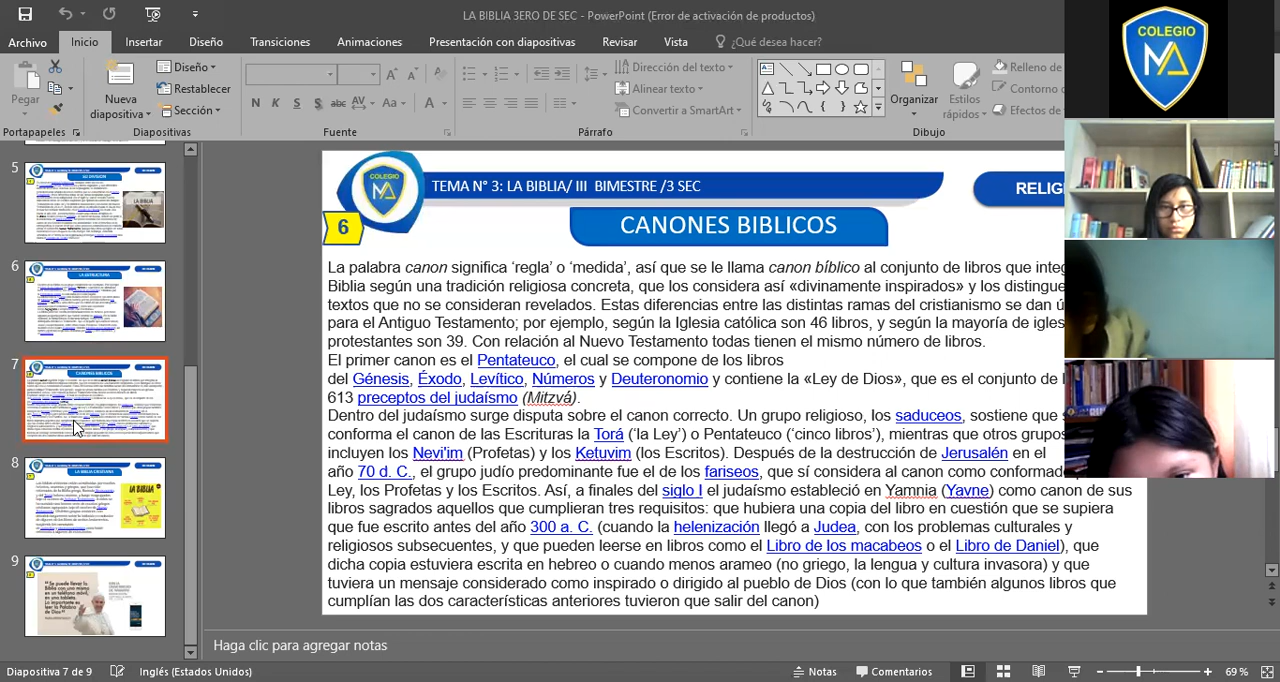 LA BIBLIA 3ERO DE SEC - PowerPoint (Error de activación de productos)
Archivo Inicio Insertar Diseño Transiciones Animaciones Presentación con diapositivas Revisar Vista ¿Qué desea hacer?
Pegar
Nueva diapositiva
Diseño
Restablecer
Sección
N K S S abc AV Aa A
Dirección del texto
Alinear texto
Convertir a SmartArt
Organizar
Estilos rápidos
Relleno de
Contorno
Efectos de
Portapapeles Diapositivas Fuente Párrafo Dibujo
COLEGIO
MA
5
6
7
8
9
COLEGIO
MA
TEMA
BIMESTRE /3 SEC
RELIG
6
CANONES BIBLICOS
La palabra canon significa 'regla' o 'medida', así que se le llama canon bíblico al conjunto de libros que integ
Biblia según una tradición religiosa concreta, que los considera «divinamente inspirados» y los distingue
que no se consideran Estas diferencias entre las ramas del cristianismo se dan ú
para el Antiguo Testamento; por ejemplo, según la Iglesia católica son 46 libros, y según la mayoría de igles
protestantes son 39. Con relación al Nuevo Testamento todas tienen el mismo número de libros.
El primer canon es el Pentateuco, el cual se compone de los libros
del Génesis, Éxodo, Levítico, Números y Deuteronomio y contiene la «Ley de Dios», que es el conjunto de l
613 preceptos del judaísmo (Mitzvá).
Dentro del judaísmo surge disputa sobre el canon correcto. Un grupo religioso, los saduceos, sostiene que s
conforma el canon de las Escrituras la Torá ('la Ley') o Pentateuco ('cinco libros'), mientras que otros grupos
incluyen los Nevi'im (Profetas) y los Ketuvim (los Escritos). Después de la destrucción de Jerusalén en el
año 70 d. C., el grupo judío predominante fue el de los fariseos, que sí considera al canon como conformado
Ley, los Profetas y los Escritos. Así, a finales del siglo I el judaísmo estableció en Yamnia (Yavne) como canon de sus
libros sagrados aquellos que cumplieran tres requisitos: que hubiera una copia del libro en cuestión que se supiera
que fue escrito antes del año 300 a. C. (cuando la helenización llegó a Judea, con los problemas culturales y
religiosos subsecuentes, y que pueden leerse en libros como el Libro de los macabeos o el Libro de Daniel), que
dicha copia estuviera escrita en hebreo o cuando menos arameo (no griego, la lengua y cultura invasora) y que
tuviera un mensaje considerado como inspirado o dirigido al pueblo de Dios (con lo que también algunos libros que
cumplían las dos características anteriores tuvieron que salir del canon)
Haga clic para agregar notas
Diapositiva 7 de 9 Inglés (Estados Unidos) Notas Comentarios 69 %